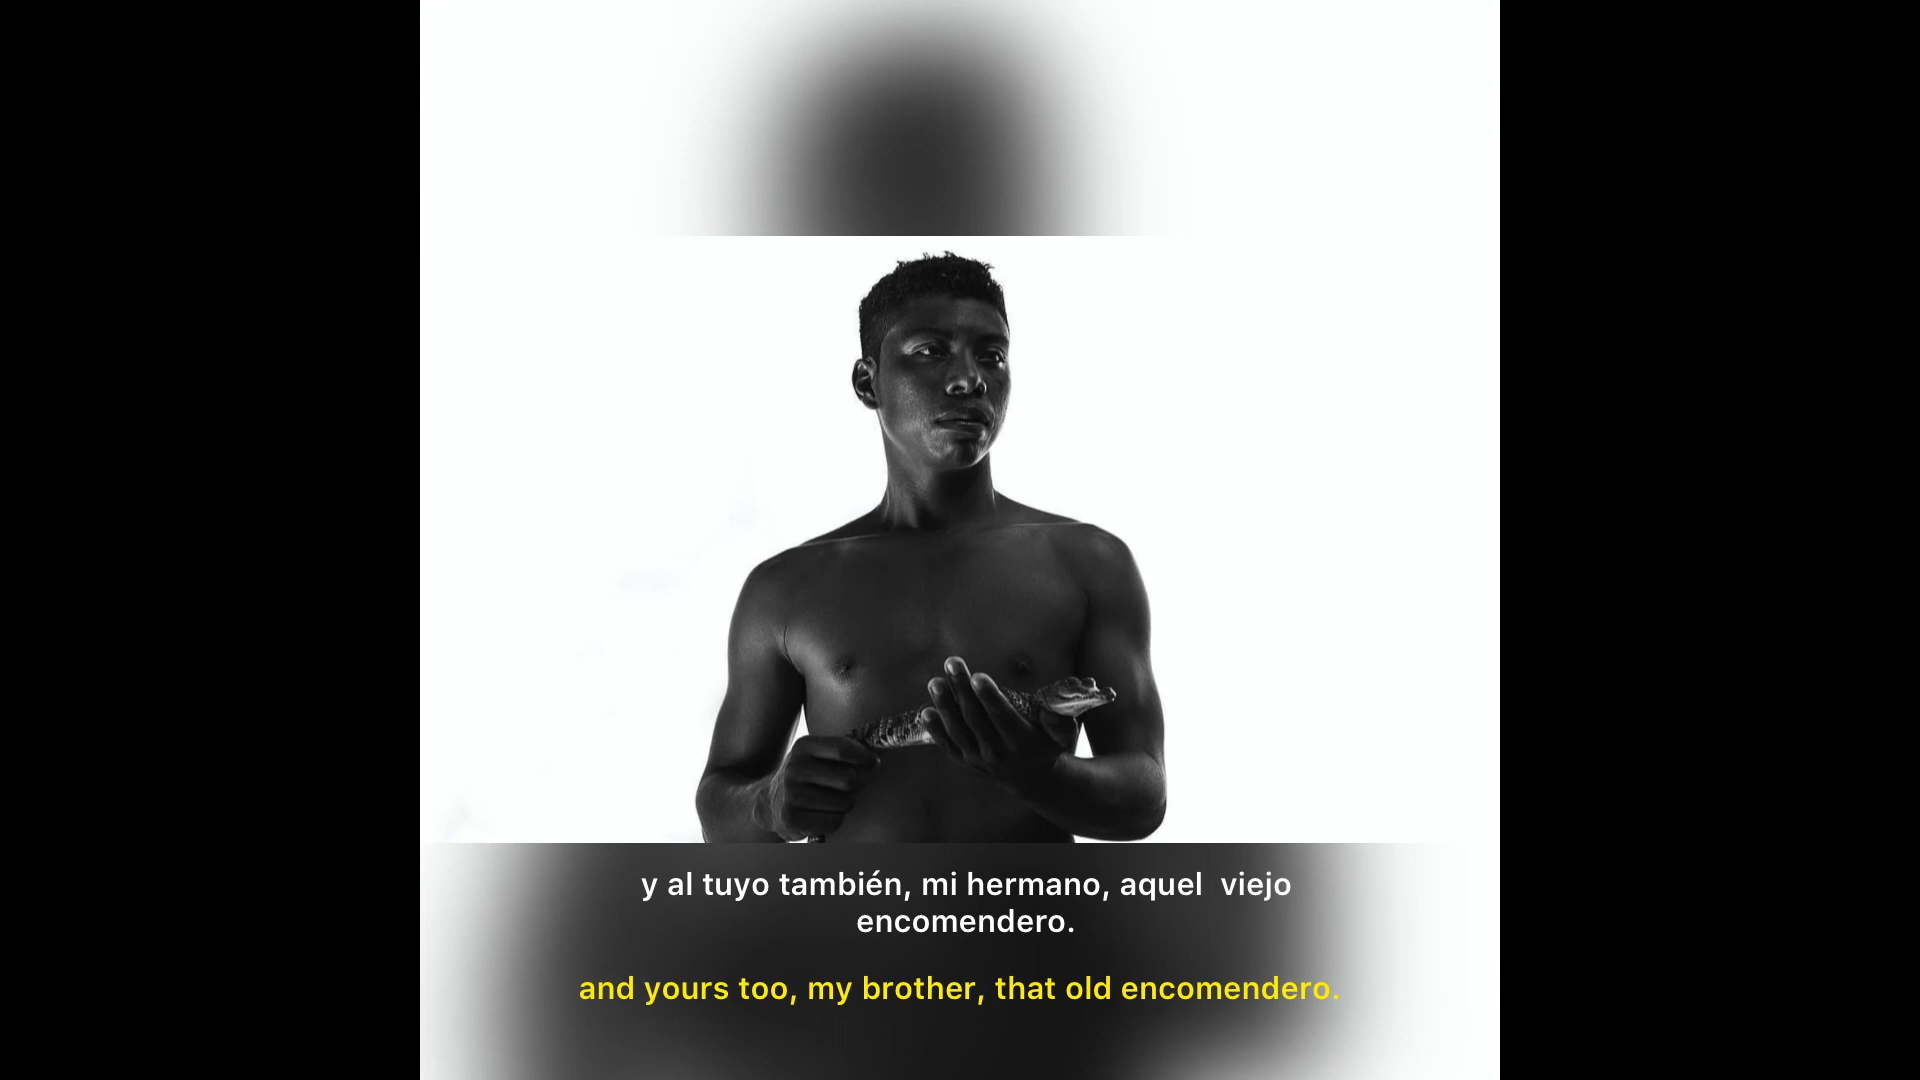 y al tuyo también, mi hermano, aquel  viejo
encomendero.
and yours too, my brother, that old encomendero.